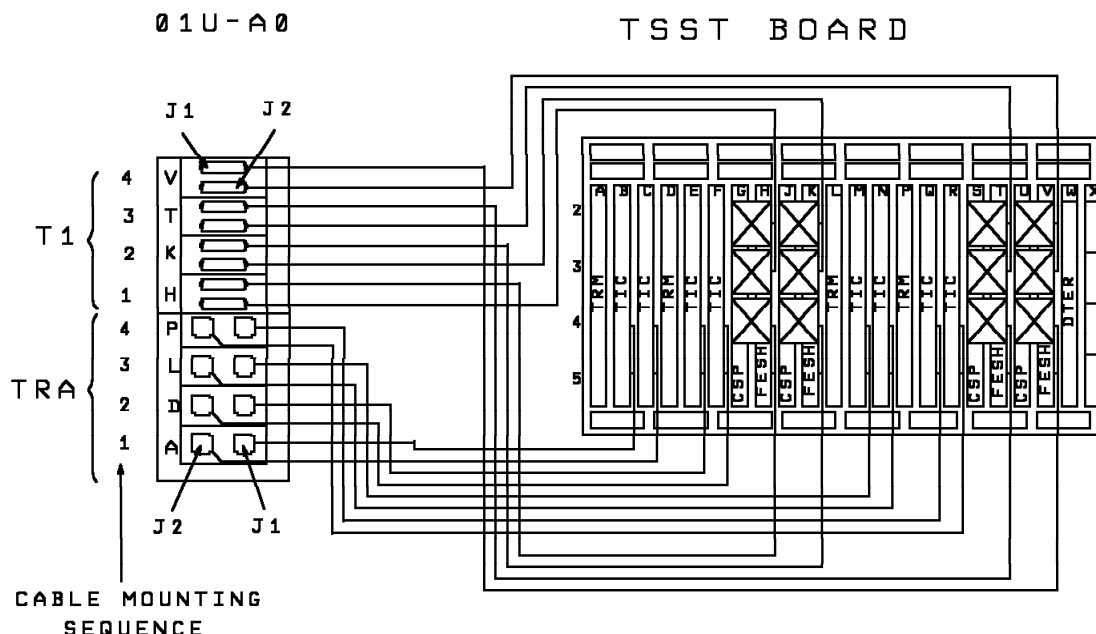 01U-A0
TSST BOARD
J1
J2
T1
4
V
3
T
2
K
1
H
TRA
4
P
3
L
2
D
1
A
J2
J1
CABLE MOUNTING
SEQUENCE
A B C D E F G H J K L M N P Q R S T U V W X
2
3
4
5
TRM
TIC
TIC
TRM
TIC
TIC
CSP
FESH
CSP
FESH
TRM
TIC
TIC
TRM
TIC
TIC
CSP
FESH
CSP
FESH
DTER